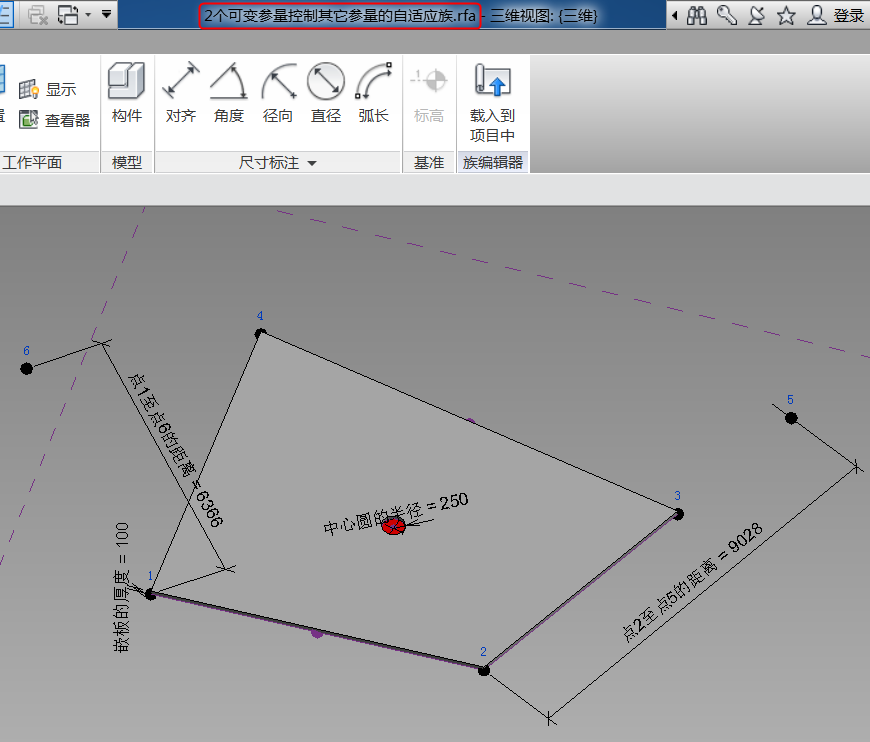 2个可变参量控制其它参量的自适应族.rfa - 三维视图: {三维}
登录
显示
查看器
构件
对齐
角度
径向
直径
弧长
标高
载入到
项目中
工作平面
模型
尺寸标注
基准
族编辑器
4
6
5
点1至点6的距离 = 6366
3
中心圆的半径 = 250
点2至点5的距离 = 9028
嵌板的厚度 = 100
1
2